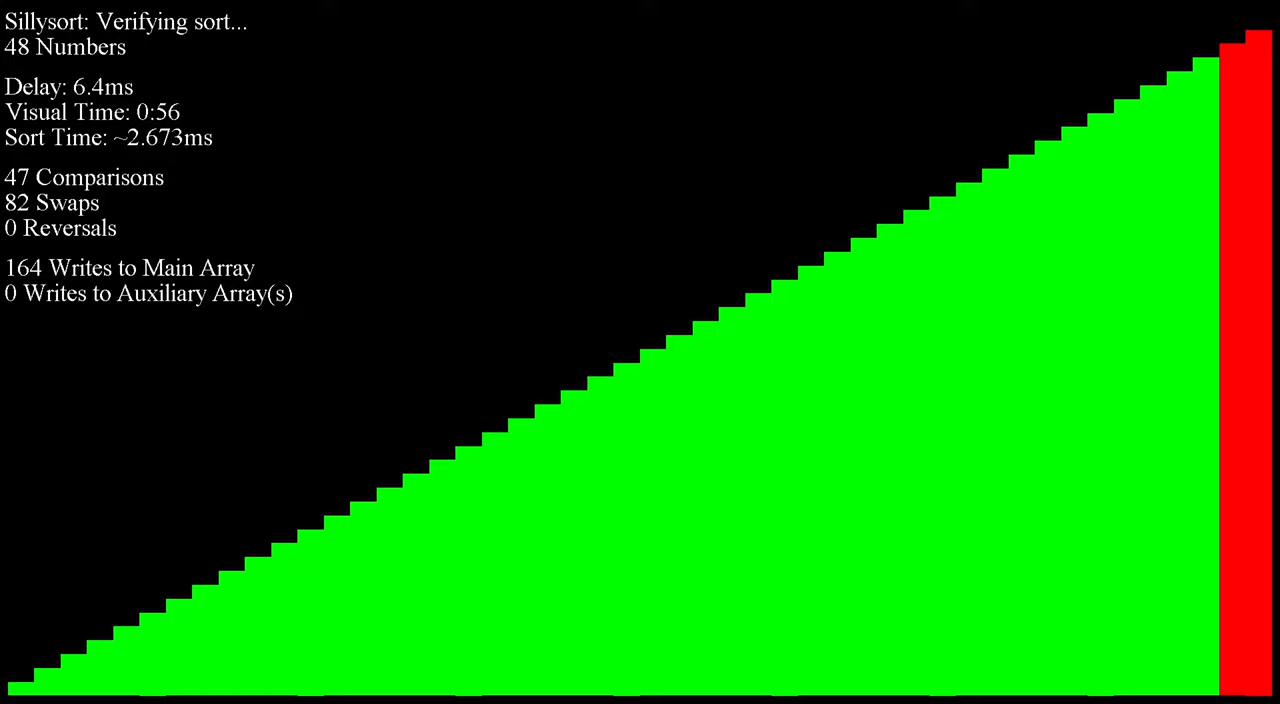 Sillysort: Verifying sort...
48 Numbers
Delay: 6.4ms
Visual Time: 0:56
Sort Time: ~2.673ms
47 Comparisons
82 Swaps
0 Reversals
164 Writes to Main Array
0 Writes to Auxiliary Array(s)